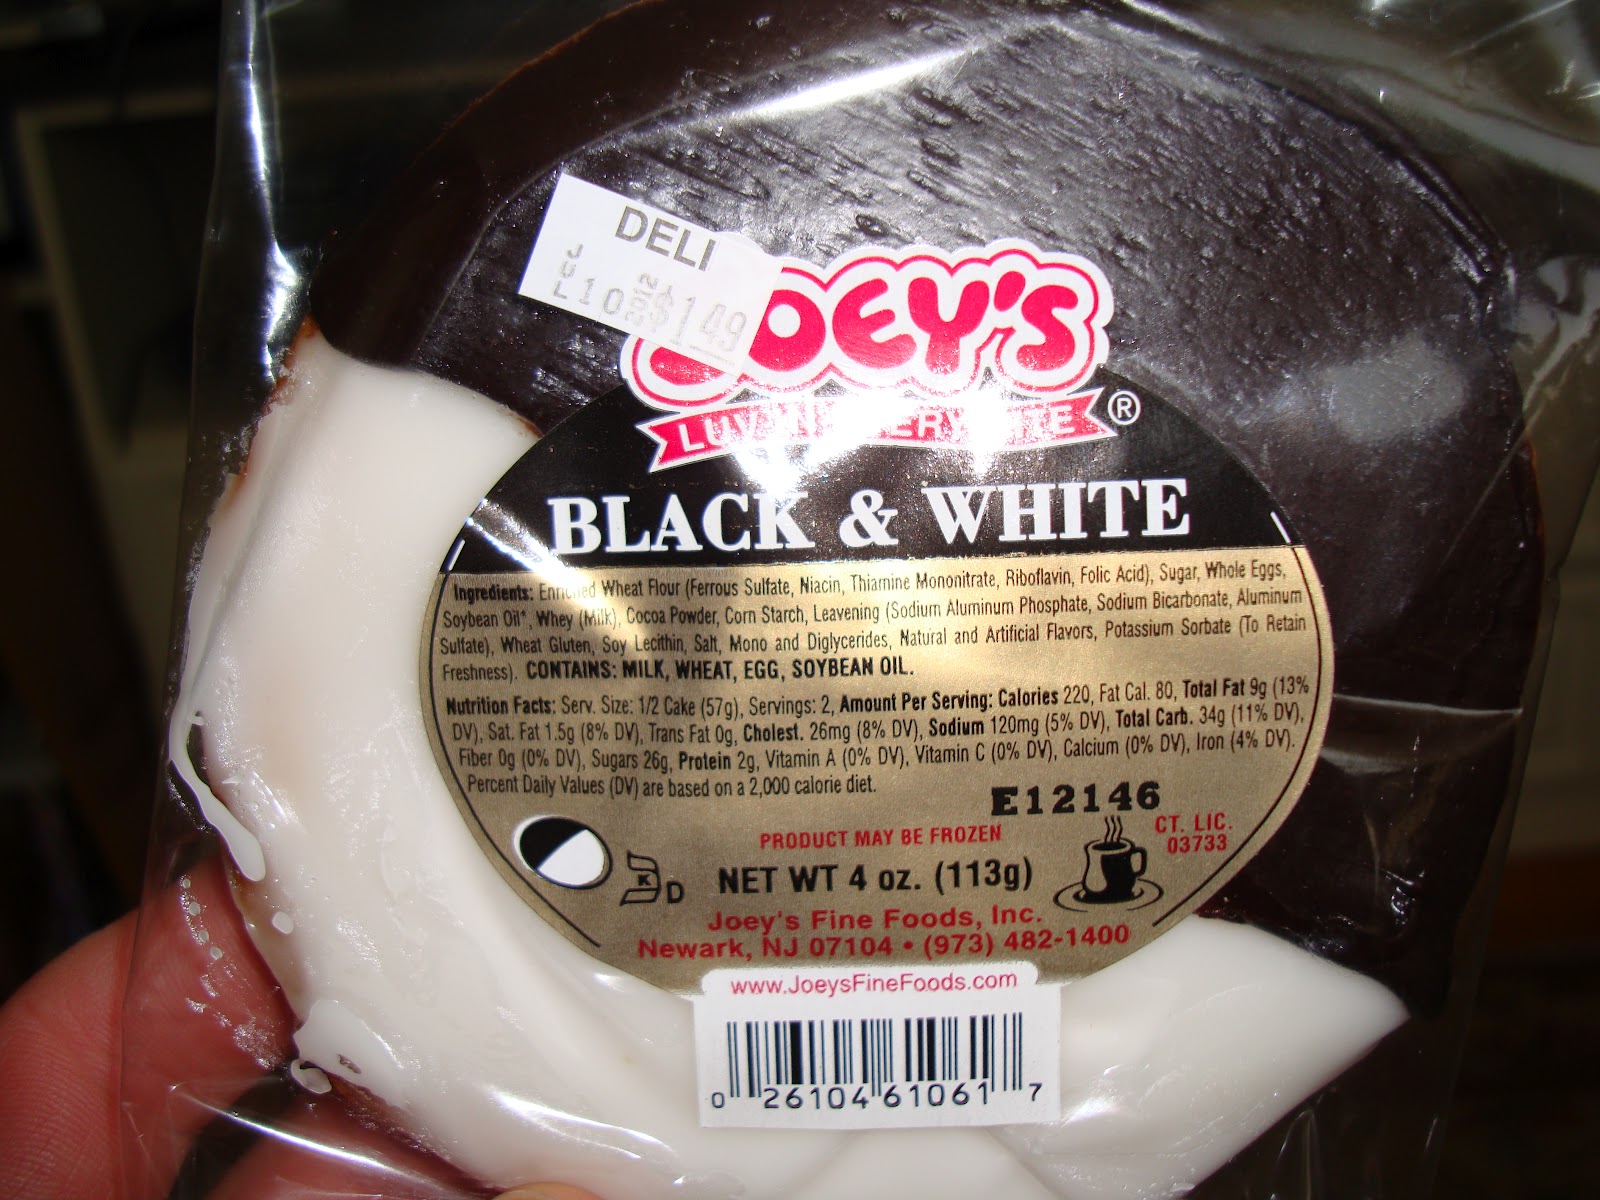 DELI
JUL 10 2012 $1.49
JOEY'S
LUV IN EVERY BITE ®
BLACK & WHITE
Ingredients: Enriched Wheat Flour (Ferrous Sulfate, Niacin, Thiamine Mononitrate, Riboflavin, Folic Acid), Sugar, Whole Eggs,
Soybean Oil*, Whey (Milk), Cocoa Powder, Corn Starch, Leavening (Sodium Aluminum Phosphate, Sodium Bicarbonate, Aluminum
Sulfate), Wheat Gluten, Soy Lecithin, Salt, Mono and Diglycerides, Natural and Artificial Flavors, Potassium Sorbate (To Retain
Freshness). CONTAINS: MILK, WHEAT, EGG, SOYBEAN OIL.
Nutrition Facts: Serv. Size: 1/2 Cake (57g), Servings: 2, Amount Per Serving: Calories 220, Fat Cal. 80, Total Fat 9g (13%
DV), Sat. Fat 1.5g (8% DV), Trans Fat 0g, Cholest. 26mg (8% DV), Sodium 120mg (5% DV), Total Carb. 34g (11% DV),
Fiber 0g (0% DV), Sugars 26g, Protein 2g, Vitamin A (0% DV), Vitamin C (0% DV), Calcium (0% DV), Iron (4% DV).
Percent Daily Values (DV) are based on a 2,000 calorie diet.
E12146
PRODUCT MAY BE FROZEN
CT. LIC.
03733
K D
NET WT 4 oz. (113g)
Joey's Fine Foods, Inc.
Newark, NJ 07104 • (973) 482-1400
www.JoeysFineFoods.com
0 26104 61061 7